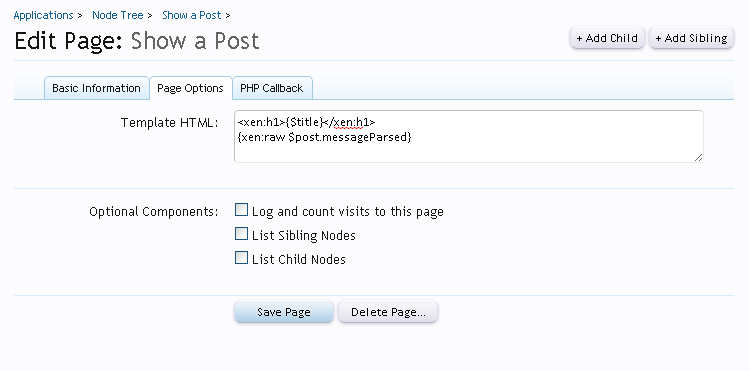 Applications > Node Tree > Show a Post >
Edit Page: Show a Post
+ Add Child + Add Sibling
Basic Information Page Options PHP Callback
Template HTML:
<xen:h1>{$title}</xen:h1>
{xen:raw $post.messageParsed}
Optional Components:
Log and count visits to this page
List Sibling Nodes
List Child Nodes
Save Page Delete Page...